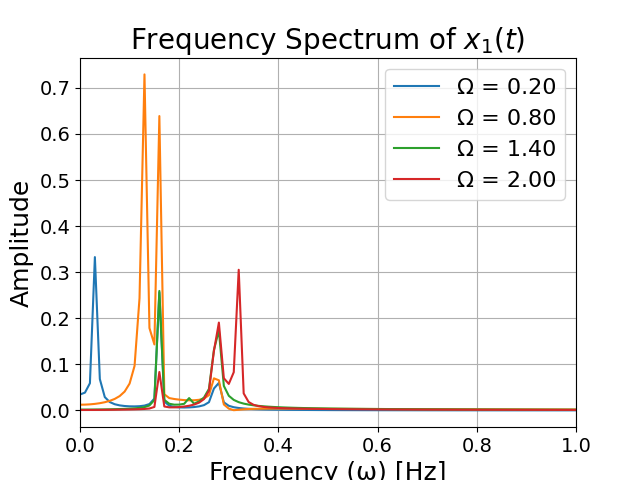 Frequency Spectrum of x₁(t)
Amplitude
0.7
0.6
0.5
0.4
0.3
0.2
0.1
0.0
Ω = 0.20
Ω = 0.80
Ω = 1.40
Ω = 2.00
0.0 0.2 0.4 0.6 0.8 1.0
Frequency (ω) [Hz]